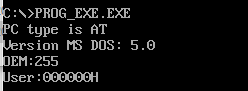 C:\>PROG_EXE.EXE
PC type is AT
Version MS DOS: 5.0
OEM:255
User:000000H